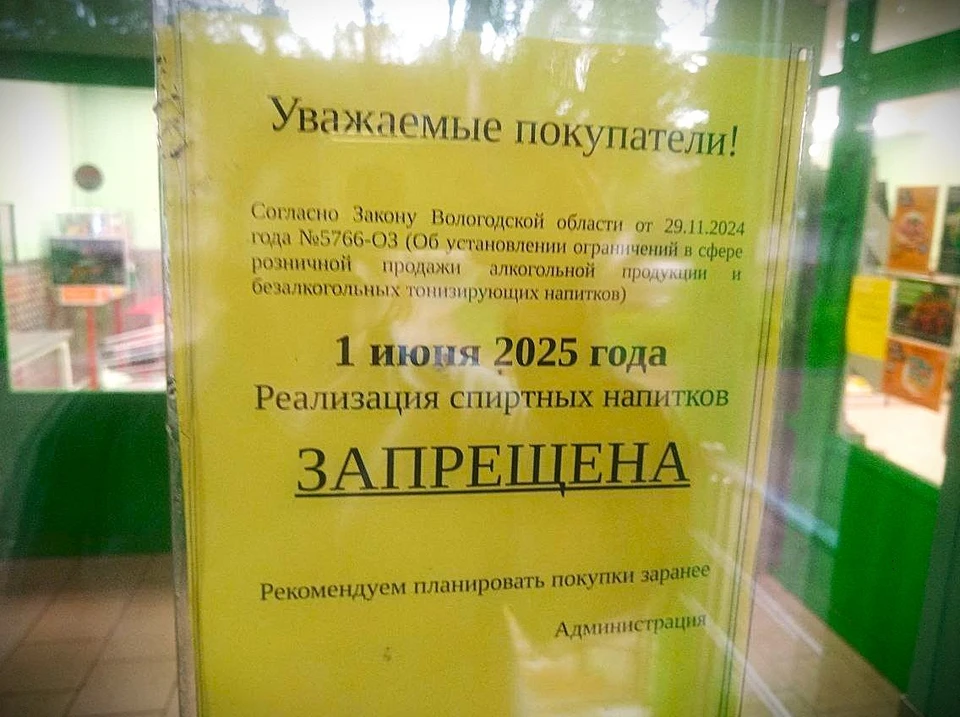 Уважаемые покупатели!
Согласно Закону Вологодской области от 29.11.2024
года №5766-ОЗ (Об установлении ограничений в сфере
розничной продажи алкогольной продукции и
безалкогольных тонизирующих напитков)
1 июня 2025 года
Реализация спиртных напитков
ЗАПРЕЩЕНА
Рекомендуем планировать покупки заранее
Администрация